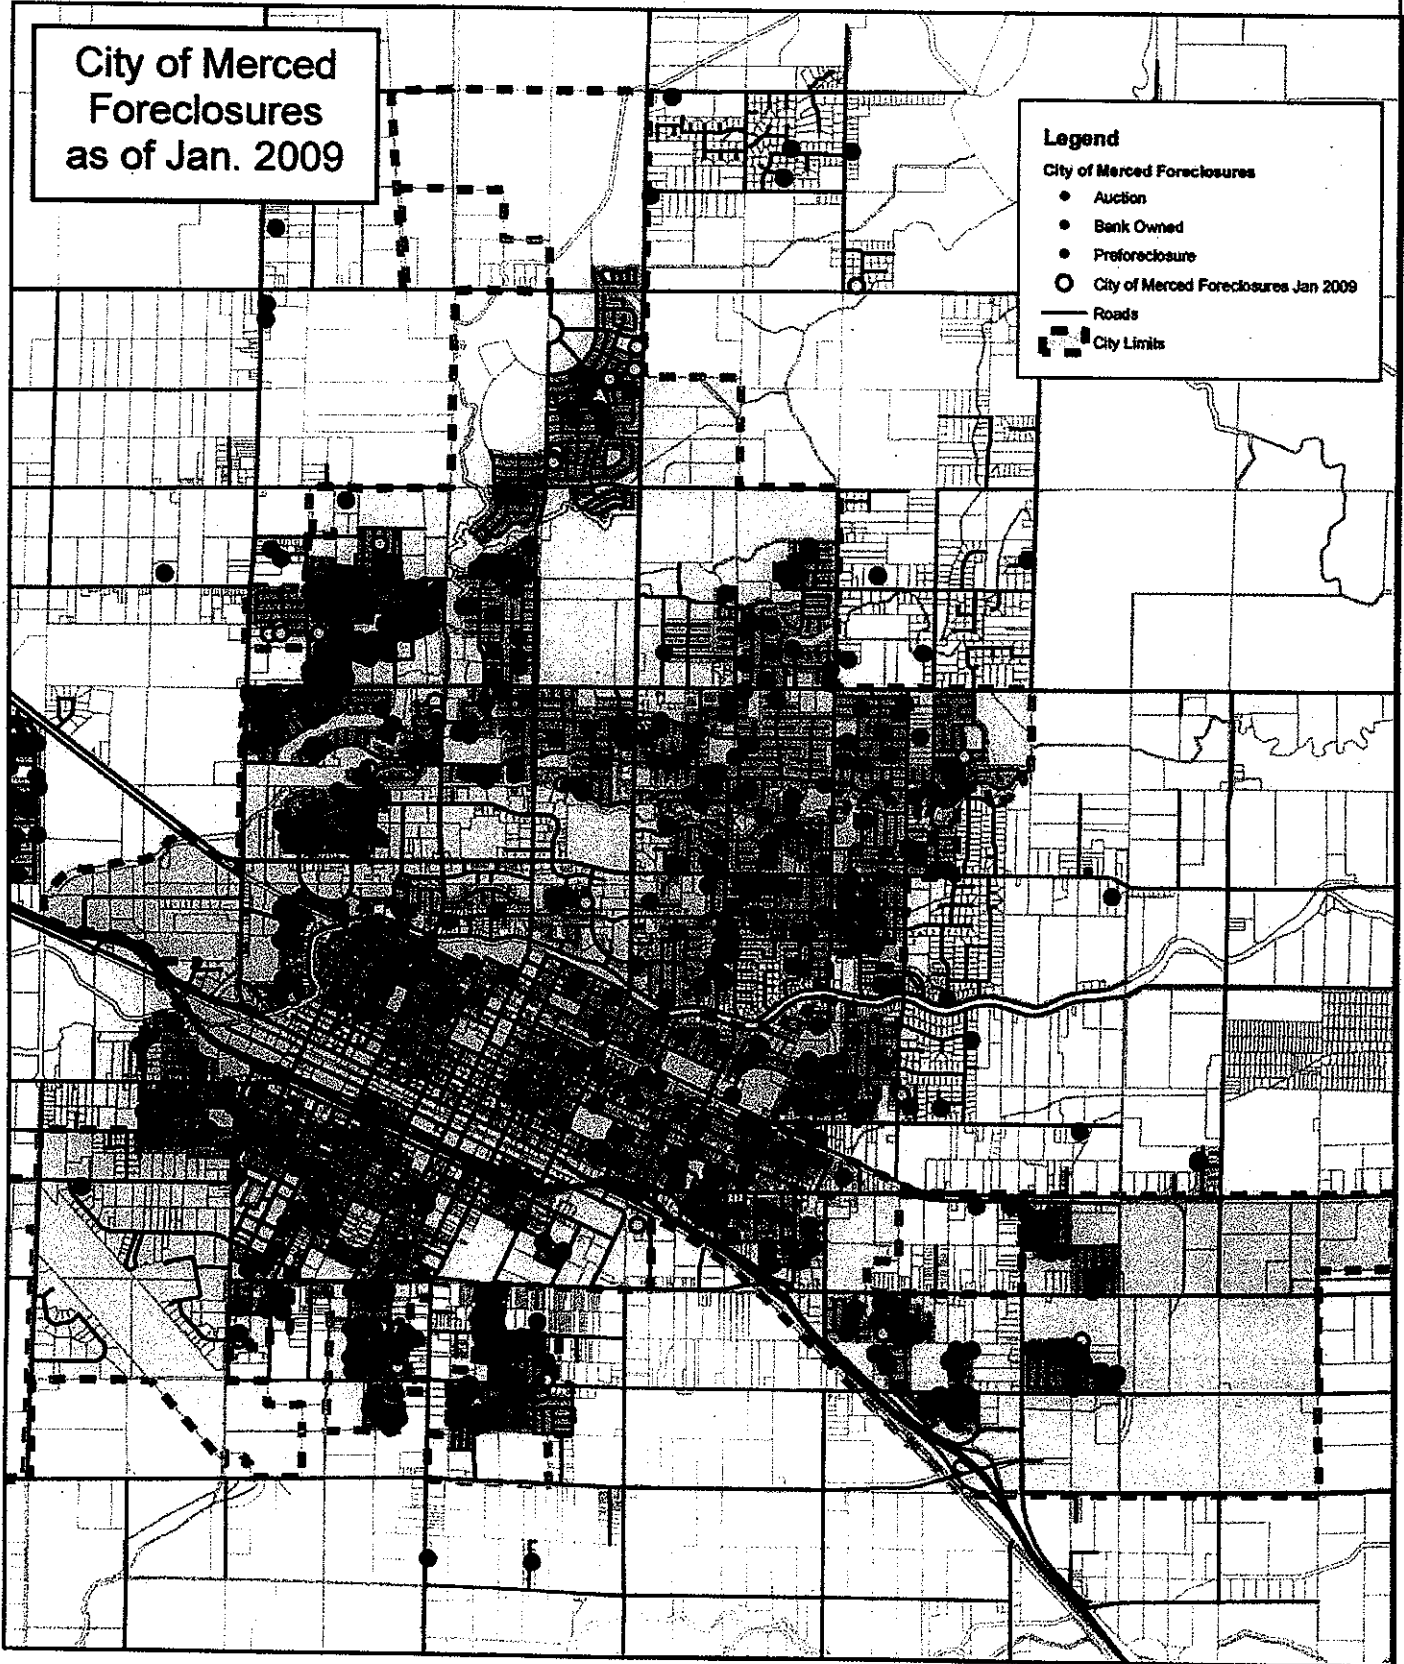 City of Merced
Foreclosures
as of Jan. 2009
Legend
City of Merced Foreclosures
Auction
Bank Owned
Preforeclosure
City of Merced Foreclosures Jan 2009
Roads
City Limits